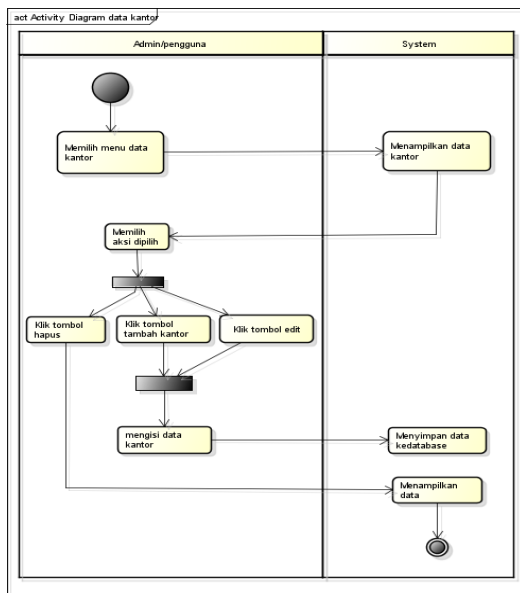 act Activity Diagram data kantor
Admin/pengguna
System
Memilih menu data
kantor
Menampilkan data
kantor
Memilih
aksi dipilih
Klik tombol
hapus
Klik tombol
tambah kantor
Klik tombol edit
mengisi data
kantor
Menyimpan data
kedatabase
Menampilkan
data